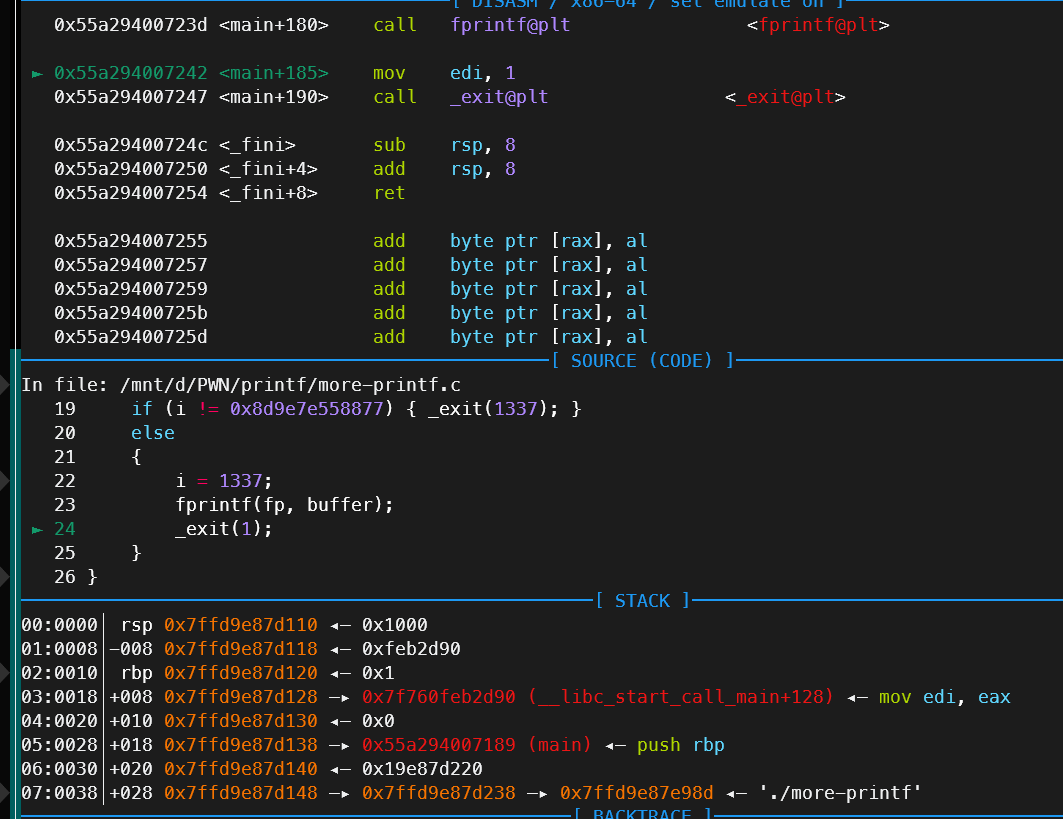 [ DISASM / x86-64 / set emulate on ]
0x55a29400723d <main+180> call fprintf@plt <fprintf@plt>
► 0x55a294007242 <main+185> mov edi, 1
0x55a294007247 <main+190> call _exit@plt <_exit@plt>
0x55a29400724c <_fini> sub rsp, 8
0x55a294007250 <_fini+4> add rsp, 8
0x55a294007254 <_fini+8> ret
0x55a294007255 add byte ptr [rax], al
0x55a294007257 add byte ptr [rax], al
0x55a294007259 add byte ptr [rax], al
0x55a29400725b add byte ptr [rax], al
0x55a29400725d add byte ptr [rax], al
[ SOURCE (CODE) ]
In file: /mnt/d/PWN/printf/more-printf.c
19 if (i != 0x8d9e7e558877) { _exit(1337); }
20 else
21 {
22 i = 1337;
23 fprintf(fp, buffer);
► 24 _exit(1);
25 }
26 }
[ STACK ]
00:0000│ rsp 0x7ffd9e87d110 ◂— 0x1000
01:0008│-008 0x7ffd9e87d118 ◂— 0xfeb2d90
02:0010│ rbp 0x7ffd9e87d120 ◂— 0x1
03:0018│+008 0x7ffd9e87d128 —▸ 0x7f760feb2d90 (__libc_start_call_main+128) ◂— mov edi, eax
04:0020│+010 0x7ffd9e87d130 ◂— 0x0
05:0028│+018 0x7ffd9e87d138 —▸ 0x55a294007189 (main) ◂— push rbp
06:0030│+020 0x7ffd9e87d140 ◂— 0x19e87d220
07:0038│+028 0x7ffd9e87d148 —▸ 0x7ffd9e87d238 —▸ 0x7ffd9e87e98d ◂— './more-printf'
[ BACKTRACE ]